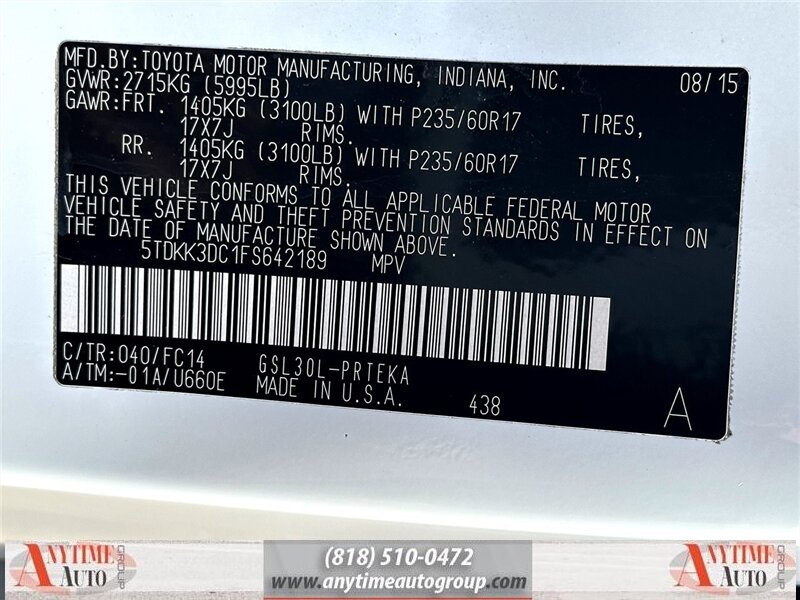 MFD.BY:TOYOTA MOTOR MANUFACTURING, INDIANA, INC. 08/15
GVWR:2715KG (5995LB)
GAWR:FRT. 1405KG (3100LB) WITH P235/60R17 TIRES,
17X7J RIMS.
RR. 1405KG (3100LB) WITH P235/60R17 TIRES,
17X7J RIMS.
THIS VEHICLE CONFORMS TO ALL APPLICABLE FEDERAL MOTOR
VEHICLE SAFETY AND THEFT PREVENTION STANDARDS IN EFFECT ON
THE DATE OF MANUFACTURE SHOWN ABOVE.
5TDKK3DC1FS642189 MPV
C/TR:040/FC14 GSL30L-PRTEKA
A/TM:-01A/U660E MADE IN U.S.A. 438 A
ANYTIME AUTO GROUP
(818) 510-0472
www.anytimeautogroup.com
ANYTIME AUTO GROUP